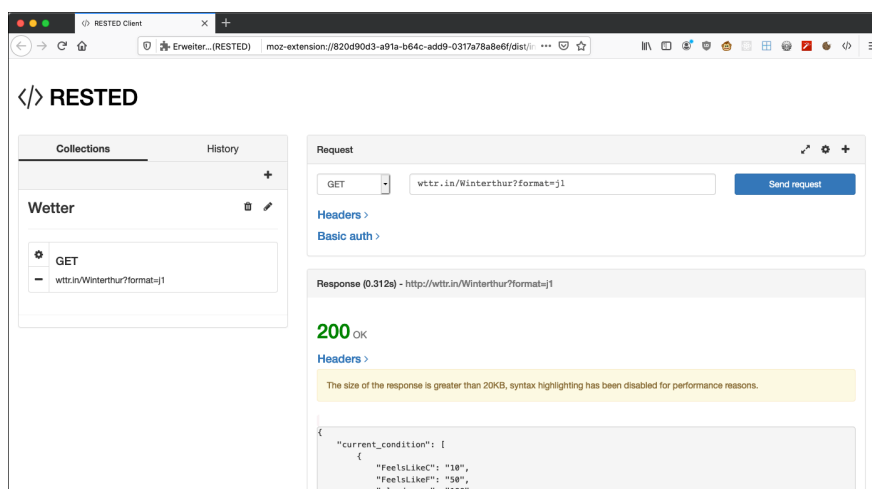 </> RESTED Client
Erweiter...(RESTED)
moz-extension://820d90d3-a91a-b64c-add9-0317a78a8e6f/dist/in
</> RESTED
Collections
History
Wetter
GET
wttr.in/Winterthur?format=j1
Request
GET
wttr.in/Winterthur?format=j1
Send request
Headers >
Basic auth >
Response (0.312s) - http://wttr.in/Winterthur?format=j1
200 OK
Headers >
The size of the response is greater than 20KB, syntax highlighting has been disabled for performance reasons.
{
"current_condition": [
{
"FeelsLikeC": "10",
"FeelsLikeF": "50",